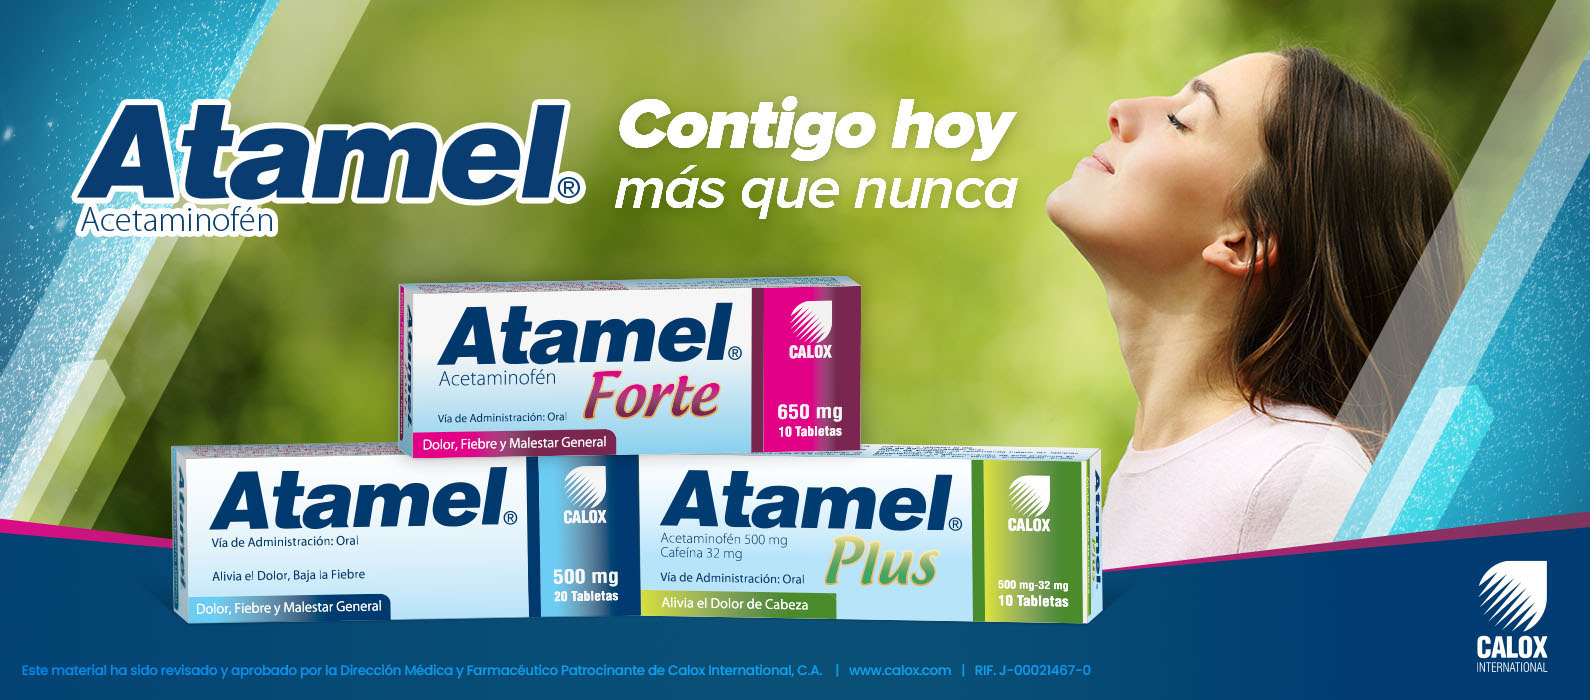 Atamel®
Acetaminofén
Contigo hoy
más que nunca
Atamel®
Acetaminofén
Forte
Vía de Administración: Oral
Dolor, Fiebre y Malestar General
CALOX
650 mg
10 Tabletas
Atamel®
Vía de Administración: Oral
Alivia el Dolor, Baja la Fiebre
Dolor, Fiebre y Malestar General
CALOX
500 mg
20 Tabletas
Atamel®
Acetaminofén 500 mg
Cafeína 32 mg
Plus
Vía de Administración: Oral
Alivia el Dolor de Cabeza
CALOX
500 mg-32 mg
10 Tabletas
CALOX
INTERNATIONAL
Este material ha sido revisado y aprobado por la Dirección Médica y Farmacéutico Patrocinante de Calox International, C.A. | www.calox.com | RIF. J-00021467-0